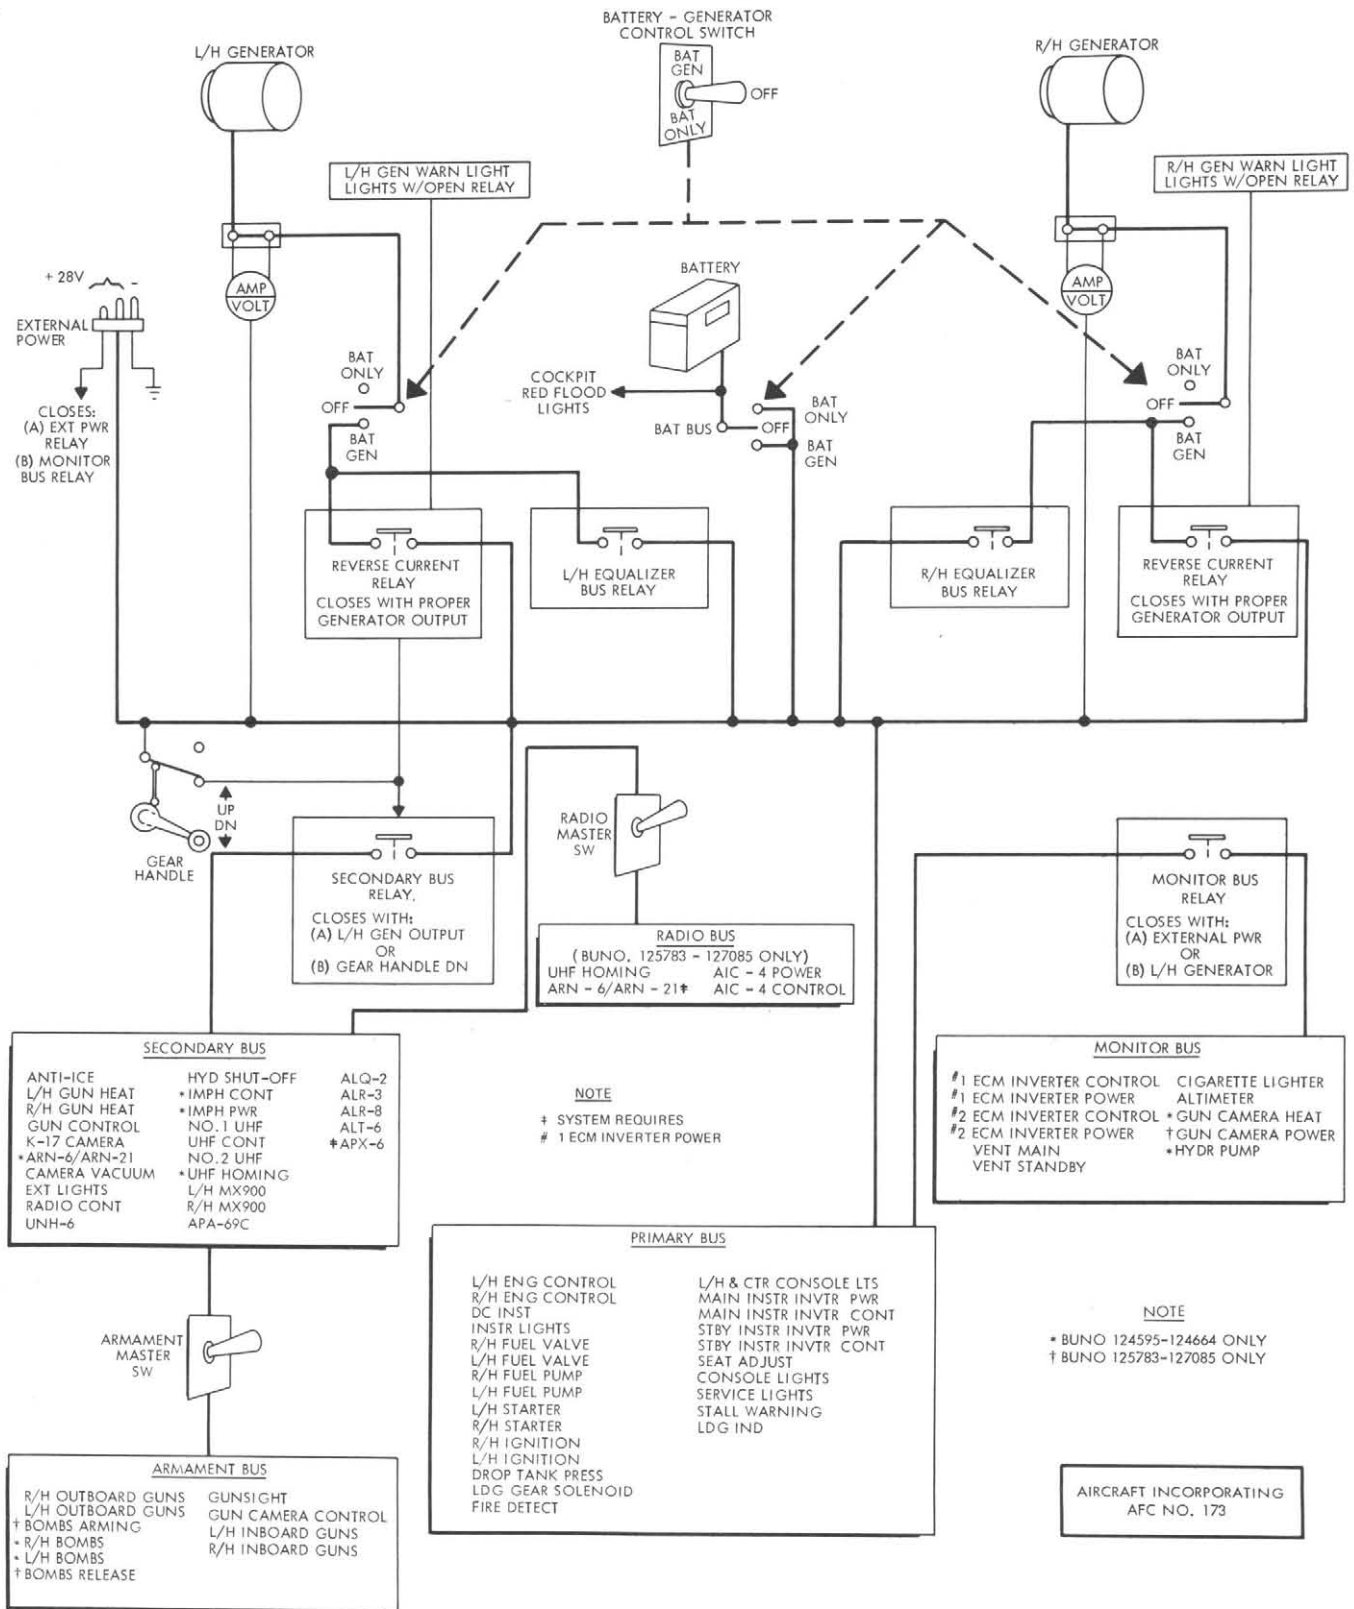 BATTERY - GENERATOR
CONTROL SWITCH
BAT
GEN
OFF
BAT
ONLY
L/H GENERATOR
R/H GENERATOR
L/H GEN WARN LIGHT
LIGHTS W/OPEN RELAY
R/H GEN WARN LIGHT
LIGHTS W/OPEN RELAY
+ 28V -
EXTERNAL
POWER
AMP
VOLT
BATTERY
AMP
VOLT
CLOSES:
(A) EXT PWR
RELAY
(B) MONITOR
BUS RELAY
BAT
ONLY
OFF
BAT
GEN
COCKPIT
RED FLOOD
LIGHTS
BAT BUS
OFF
BAT
ONLY
BAT
GEN
BAT
ONLY
OFF
BAT
GEN
REVERSE CURRENT
RELAY
CLOSES WITH PROPER
GENERATOR OUTPUT
L/H EQUALIZER
BUS RELAY
R/H EQUALIZER
BUS RELAY
REVERSE CURRENT
RELAY
CLOSES WITH PROPER
GENERATOR OUTPUT
UP
DN
GEAR
HANDLE
SECONDARY BUS
RELAY.
CLOSES WITH:
(A) L/H GEN OUTPUT
OR
(B) GEAR HANDLE DN
RADIO
MASTER
SW
RADIO BUS
(BUNO. 125783 - 127085 ONLY)
UHF HOMING AIC - 4 POWER
ARN - 6/ARN - 21‡ AIC - 4 CONTROL
MONITOR BUS
RELAY
CLOSES WITH:
(A) EXTERNAL PWR
OR
(B) L/H GENERATOR
SECONDARY BUS
ANTI-ICE HYD SHUT-OFF ALQ-2
L/H GUN HEAT *IMPH CONT ALR-3
R/H GUN HEAT *IMPH PWR ALR-8
GUN CONTROL NO.1 UHF ALT-6
K-17 CAMERA UHF CONT ‡APX-6
*ARN-6/ARN-21 NO.2 UHF
CAMERA VACUUM *UHF HOMING
EXT LIGHTS L/H MX900
RADIO CONT R/H MX900
UNH-6 APA-69C
NOTE
‡ SYSTEM REQUIRES
# 1 ECM INVERTER POWER
MONITOR BUS
#1 ECM INVERTER CONTROL CIGARETTE LIGHTER
#1 ECM INVERTER POWER ALTIMETER
#2 ECM INVERTER CONTROL *GUN CAMERA HEAT
#2 ECM INVERTER POWER †GUN CAMERA POWER
VENT MAIN *HYDR PUMP
VENT STANDBY
PRIMARY BUS
L/H ENG CONTROL L/H & CTR CONSOLE LTS
R/H ENG CONTROL MAIN INSTR INVTR PWR
DC INST MAIN INSTR INVTR CONT
INSTR LIGHTS STBY INSTR INVTR PWR
R/H FUEL VALVE STBY INSTR INVTR CONT
L/H FUEL VALVE SEAT ADJUST
R/H FUEL PUMP CONSOLE LIGHTS
L/H FUEL PUMP SERVICE LIGHTS
L/H STARTER STALL WARNING
R/H STARTER LDG IND
R/H IGNITION
L/H IGNITION
DROP TANK PRESS
LDG GEAR SOLENOID
FIRE DETECT
ARMAMENT
MASTER
SW
NOTE
* BUNO 124595-124664 ONLY
† BUNO 125783-127085 ONLY
ARMAMENT BUS
R/H OUTBOARD GUNS GUNSIGHT
L/H OUTBOARD GUNS GUN CAMERA CONTROL
†BOMBS ARMING L/H INBOARD GUNS
*R/H BOMBS R/H INBOARD GUNS
*L/H BOMBS
†BOMBS RELEASE
AIRCRAFT INCORPORATING
AFC NO. 173